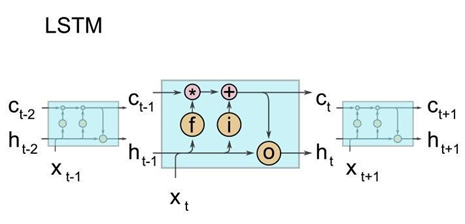 LSTM
c t-2
h t-2
x t-1
c t-1
h t-1
x t
*
+
f
i
o
c t
h t
x t+1
c t+1
h t+1